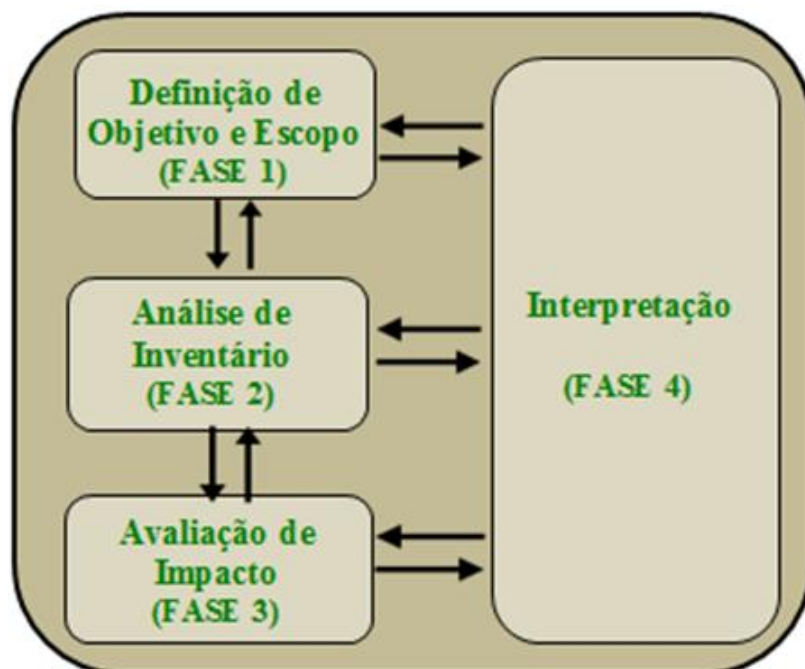 Definição de
Objetivo e Escopo
(FASE 1)
Análise de
Inventário
(FASE 2)
Avaliação de
Impacto
(FASE 3)
Interpretação
(FASE 4)